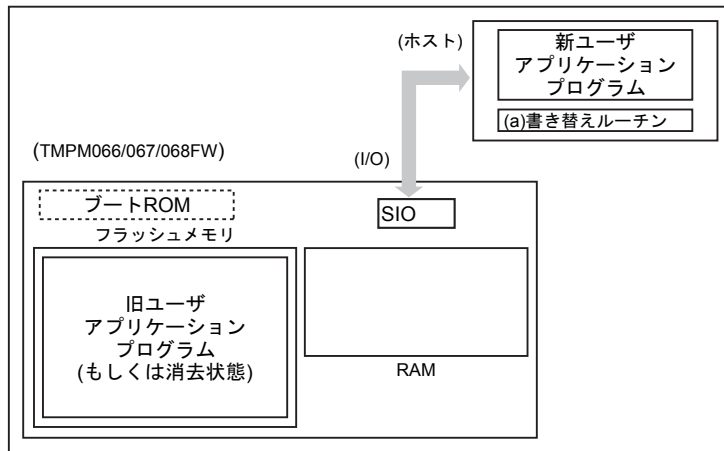 (ホスト)
新ユーザ
アプリケーション
プログラム
(a)書き替えルーチン
(TMPM066/067/068FW)
(I/O)
ブートROM
SIO
フラッシュメモリ
旧ユーザ
アプリケーション
プログラム
(もしくは消去状態)
RAM